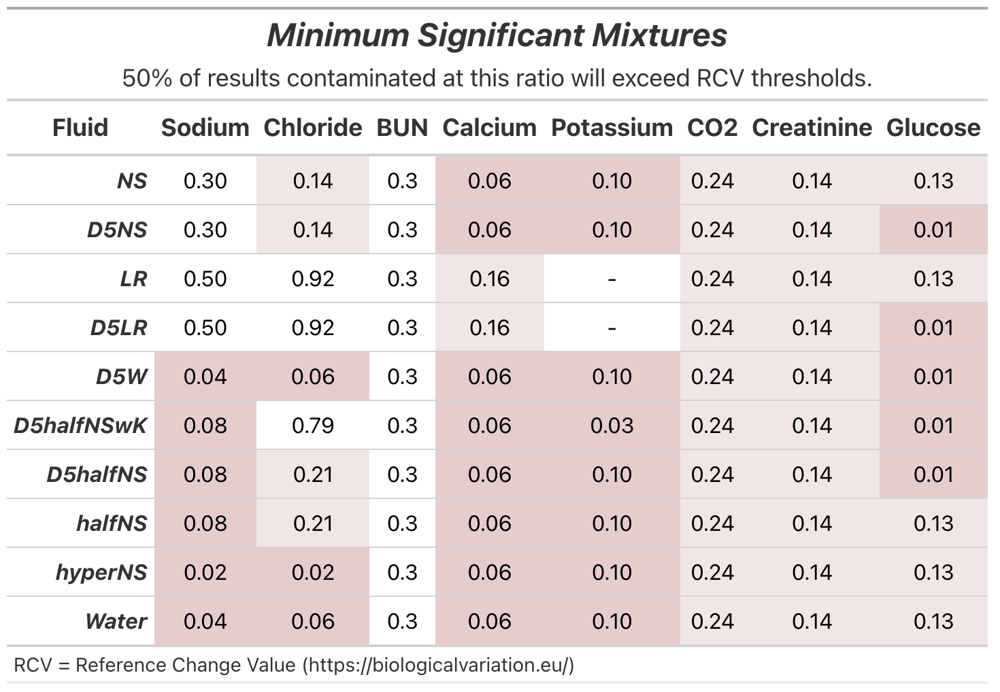 Minimum Significant Mixtures
50% of results contaminated at this ratio will exceed RCV thresholds.
Fluid Sodium Chloride BUN Calcium Potassium CO2 Creatinine Glucose
NS 0.30 0.14 0.3 0.06 0.10 0.24 0.14 0.13
D5NS 0.30 0.14 0.3 0.06 0.10 0.24 0.14 0.01
LR 0.50 0.92 0.3 0.16 - 0.24 0.14 0.13
D5LR 0.50 0.92 0.3 0.16 - 0.24 0.14 0.01
D5W 0.04 0.06 0.3 0.06 0.10 0.24 0.14 0.01
D5halfNSwK 0.08 0.79 0.3 0.06 0.03 0.24 0.14 0.01
D5halfNS 0.08 0.21 0.3 0.06 0.10 0.24 0.14 0.01
halfNS 0.08 0.21 0.3 0.06 0.10 0.24 0.14 0.13
hyperNS 0.02 0.02 0.3 0.06 0.10 0.24 0.14 0.13
Water 0.04 0.06 0.3 0.06 0.10 0.24 0.14 0.13
RCV = Reference Change Value (https://biologicalvariation.eu/)